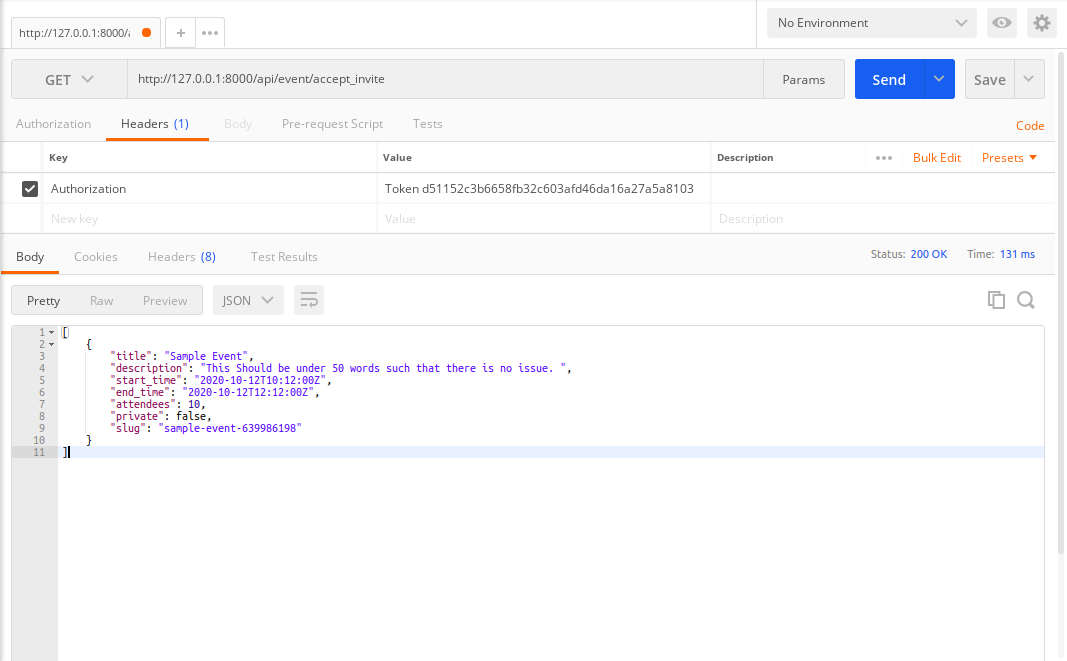 http://127.0.0.1:8000/a
No Environment
GET http://127.0.0.1:8000/api/event/accept_invite Params Send Save
Authorization Headers (1) Body Pre-request Script Tests Code
Key Value Description Bulk Edit Presets
Authorization Token d51152c3b6658fb32c603afd46da16a27a5a8103
New key Value Description
Body Cookies Headers (8) Test Results Status: 200 OK Time: 131 ms
Pretty Raw Preview JSON
1 [
2 {
3 "title": "Sample Event",
4 "description": "This Should be under 50 words such that there is no issue. ",
5 "start_time": "2020-10-12T10:12:00Z",
6 "end_time": "2020-10-12T12:12:00Z",
7 "attendees": 10,
8 "private": false,
9 "slug": "sample-event-639986198"
10 }
11 ]